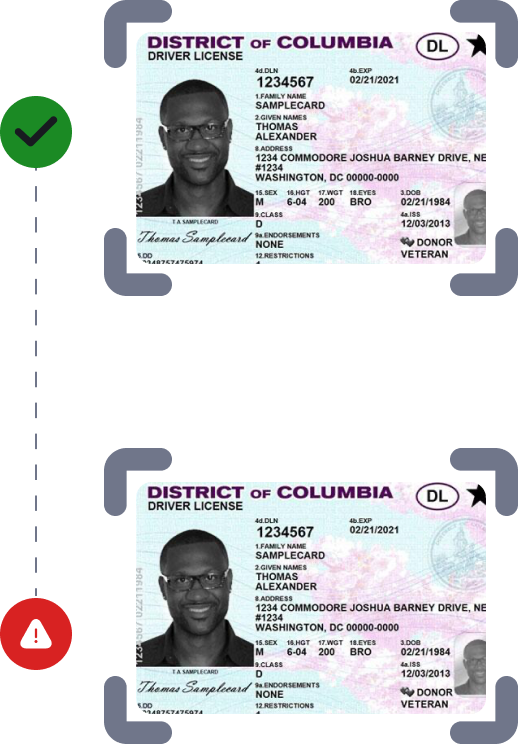 DISTRICT OF COLUMBIA DL
DRIVER LICENSE
4d.DLN 4b.EXP
1234567 02/21/2021
1.FAMILY NAME
SAMPLECARD
2.GIVEN NAMES
THOMAS
ALEXANDER
8.ADDRESS
1234 COMMODORE JOSHUA BARNEY DRIVE, NE
#1234
WASHINGTON, DC 00000-0000
15.SEX 16.HGT 17.WGT 18.EYES 3.DOB
M 6-04 200 BRO 02/21/1984
9.CLASS 4a.ISS
D 12/03/2013
T.A SAMPLECARD
Thomas Samplecard
9a.ENDORSEMENTS
NONE
DONOR
VETERAN
5.DD 12.RESTRICTIONS
DISTRICT OF COLUMBIA DL
DRIVER LICENSE
4d.DLN 4b.EXP
1234567 02/21/2021
1.FAMILY NAME
SAMPLECARD
2.GIVEN NAMES
THOMAS
ALEXANDER
8.ADDRESS
1234 COMMODORE JOSHUA BARNEY DRIVE, NE
#1234
WASHINGTON, DC 00000-0000
15.SEX 16.HGT 17.WGT 18.EYES 3.DOB
M 6-04 200 BRO 02/21/1984
9.CLASS 4a.ISS
D 12/03/2013
T.A SAMPLECARD
Thomas Samplecard
9a.ENDORSEMENTS
NONE
DONOR
VETERAN
5.DD 12.RESTRICTIONS